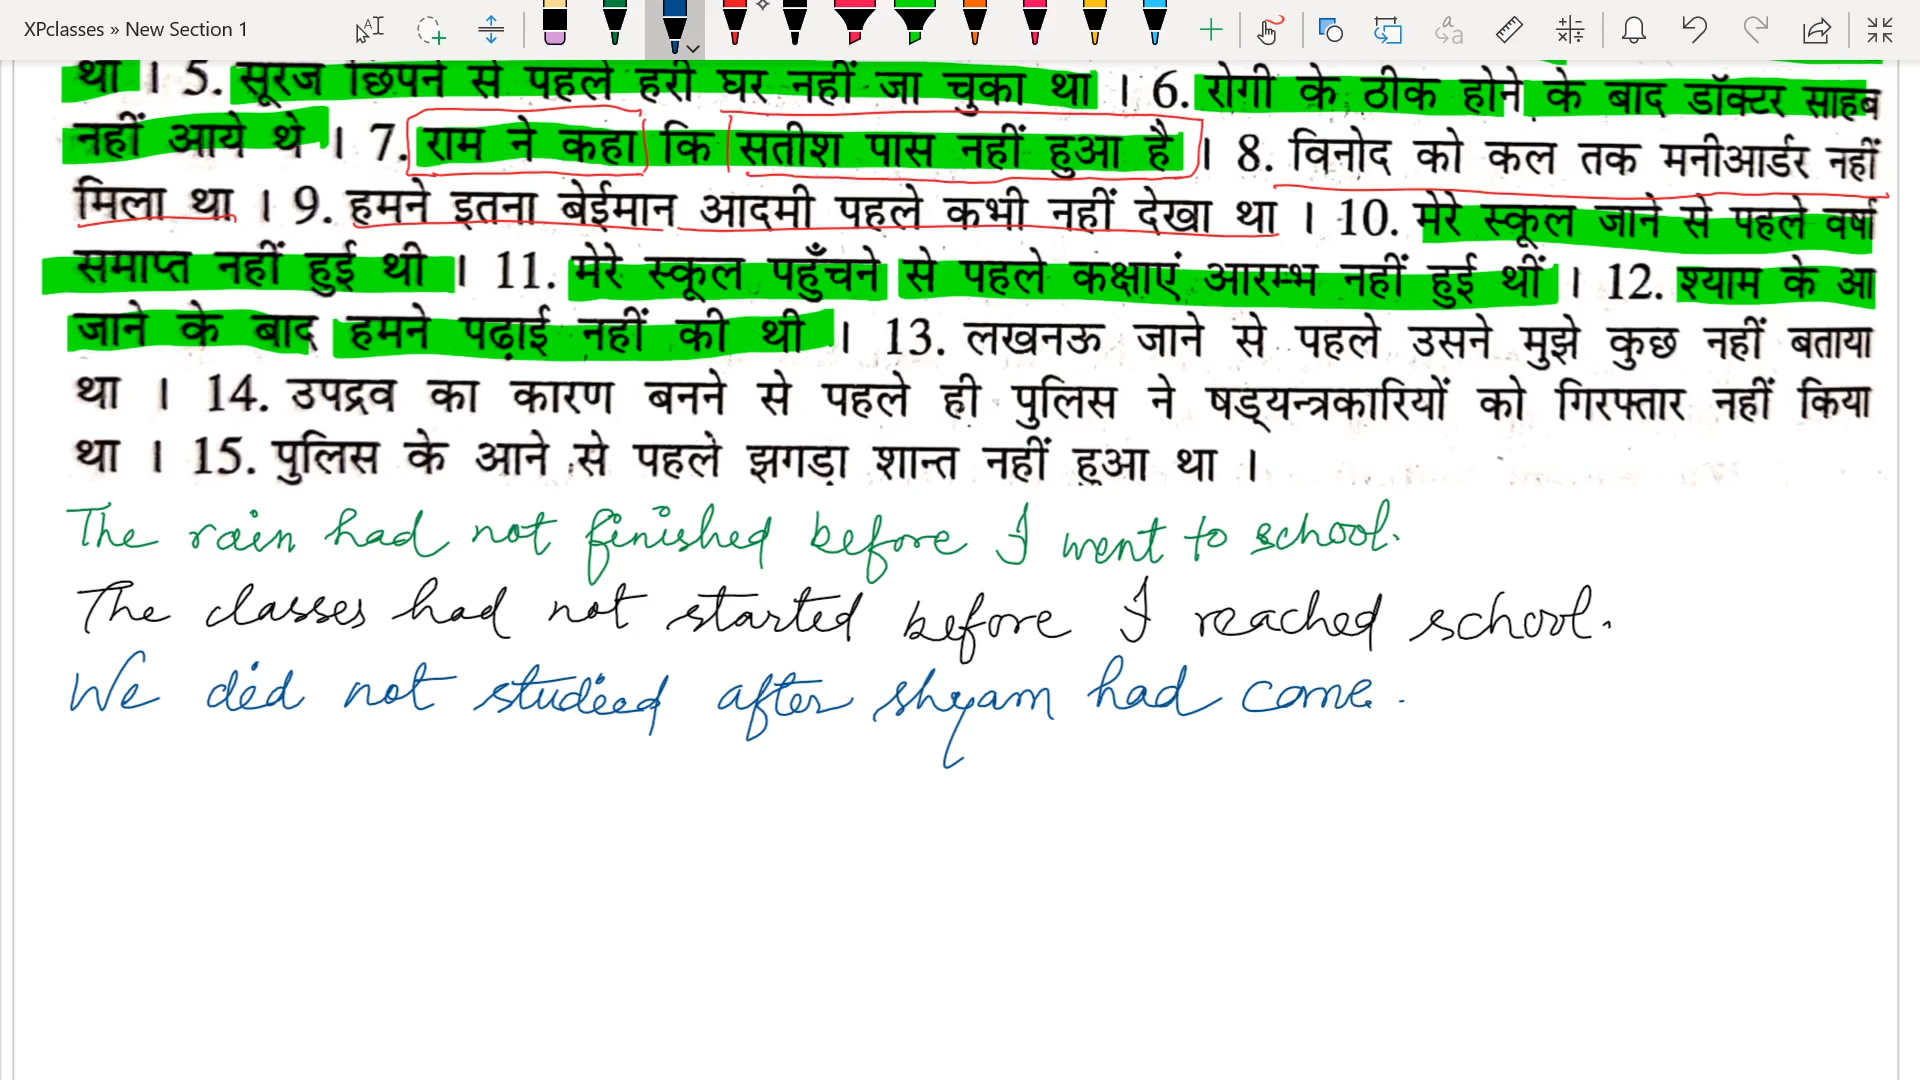 XPclasses » New Section 1
था । 5. सूरज छिपने से पहले हरी घर नहीं जा चुका था । 6. रोगी के ठीक होने के बाद डॉक्टर साहब
नहीं आये थे । 7. राम ने कहा कि सतीश पास नहीं हुआ है । 8. विनोद को कल तक मनीआर्डर नहीं
मिला था । 9. हमने इतना बेईमान आदमी पहले कभी नहीं देखा था । 10. मेरे स्कूल जाने से पहले वर्षा
समाप्त नहीं हुई थी । 11. मेरे स्कूल पहुँचने से पहले कक्षाएं आरम्भ नहीं हुई थीं । 12. श्याम के आ
जाने के बाद हमने पढ़ाई नहीं की थी । 13. लखनऊ जाने से पहले उसने मुझे कुछ नहीं बताया
था । 14. उपद्रव का कारण बनने से पहले ही पुलिस ने षड्यन्त्रकारियों को गिरफ्तार नहीं किया
था । 15. पुलिस के आने से पहले झगड़ा शान्त नहीं हुआ था ।
The rain had not finished before I went to school.
The classes had not started before I reached school.
We did not studied after shyam had come.